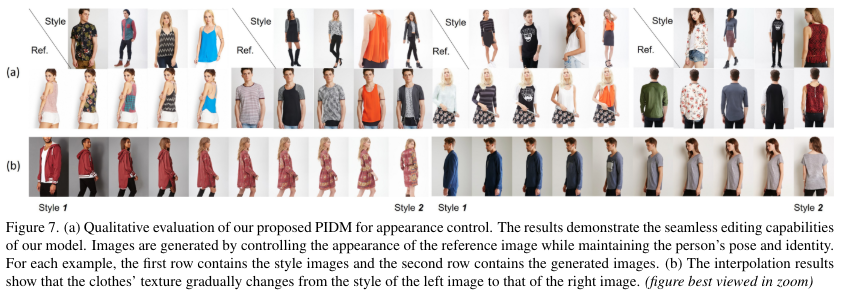 Style Style Style Style
Ref. Ref. Ref. Ref.
(a)
(b)
Style 1 Style 2 Style 1 Style 2
Figure 7. (a) Qualitative evaluation of our proposed PIDM for appearance control. The results demonstrate the seamless editing capabilities
of our model. Images are generated by controlling the appearance of the reference image while maintaining the person's pose and identity.
For each example, the first row contains the style images and the second row contains the generated images. (b) The interpolation results
show that the clothes' texture gradually changes from the style of the left image to that of the right image. (figure best viewed in zoom)